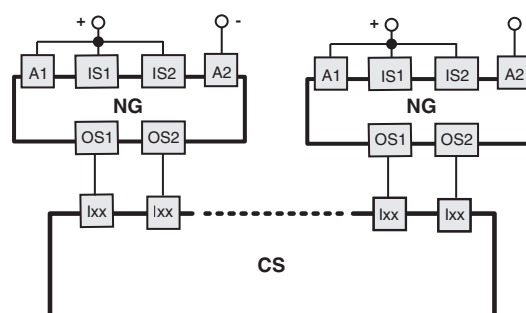 + - +
A1 IS1 IS2 A2 A1 IS1 IS2 A2
NG NG
OS1 OS2 OS1 OS2
Ixx Ixx Ixx Ixx
CS